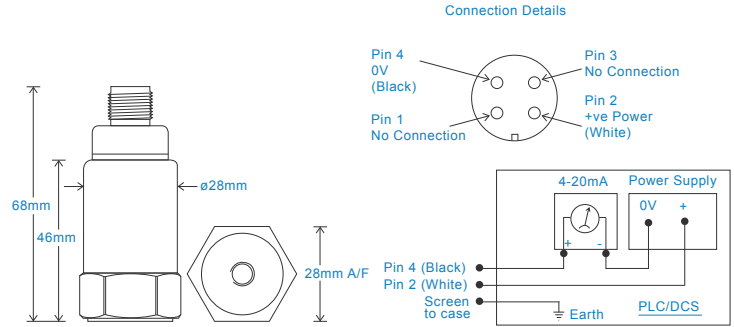 Connection Details
Pin 4
0V
(Black)
Pin 3
No Connection
Pin 1
No Connection
Pin 2
+ve Power
(White)
68mm
46mm
ø28mm
28mm A/F
4-20mA
Power Supply
0V
+
+
-
Pin 4 (Black)
Pin 2 (White)
Screen
to case
Earth
PLC/DCS